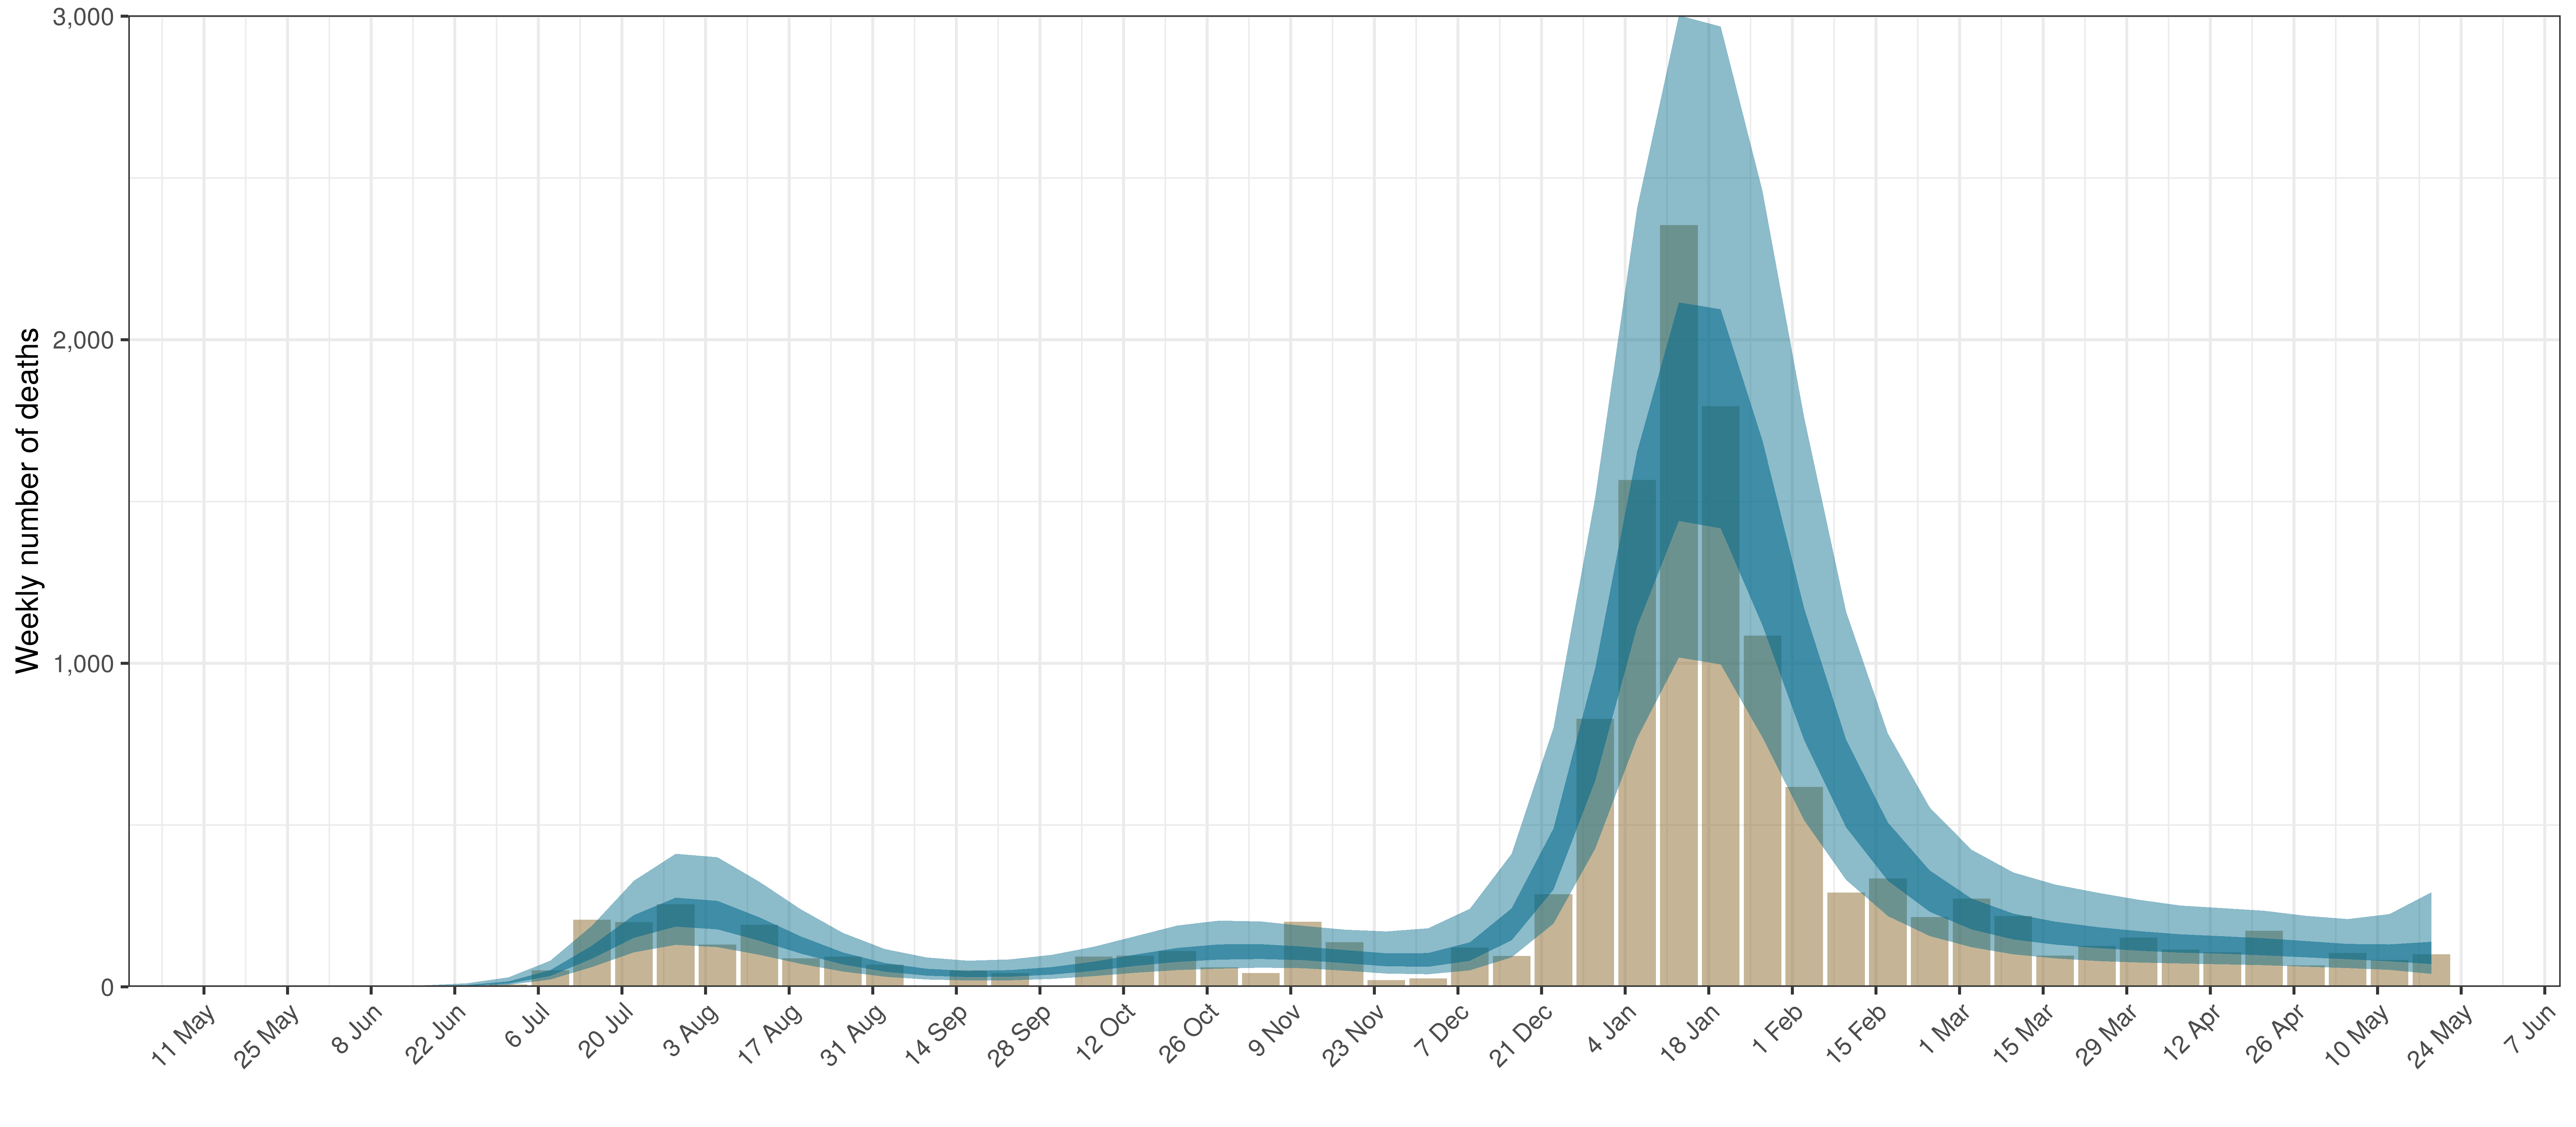 Weekly number of deaths
3,000
2,000
1,000
0
11 May
25 May
8 Jun
22 Jun
6 Jul
20 Jul
3 Aug
17 Aug
31 Aug
14 Sep
28 Sep
12 Oct
26 Oct
9 Nov
23 Nov
7 Dec
21 Dec
4 Jan
18 Jan
1 Feb
15 Feb
1 Mar
15 Mar
29 Mar
12 Apr
26 Apr
10 May
24 May
7 Jun